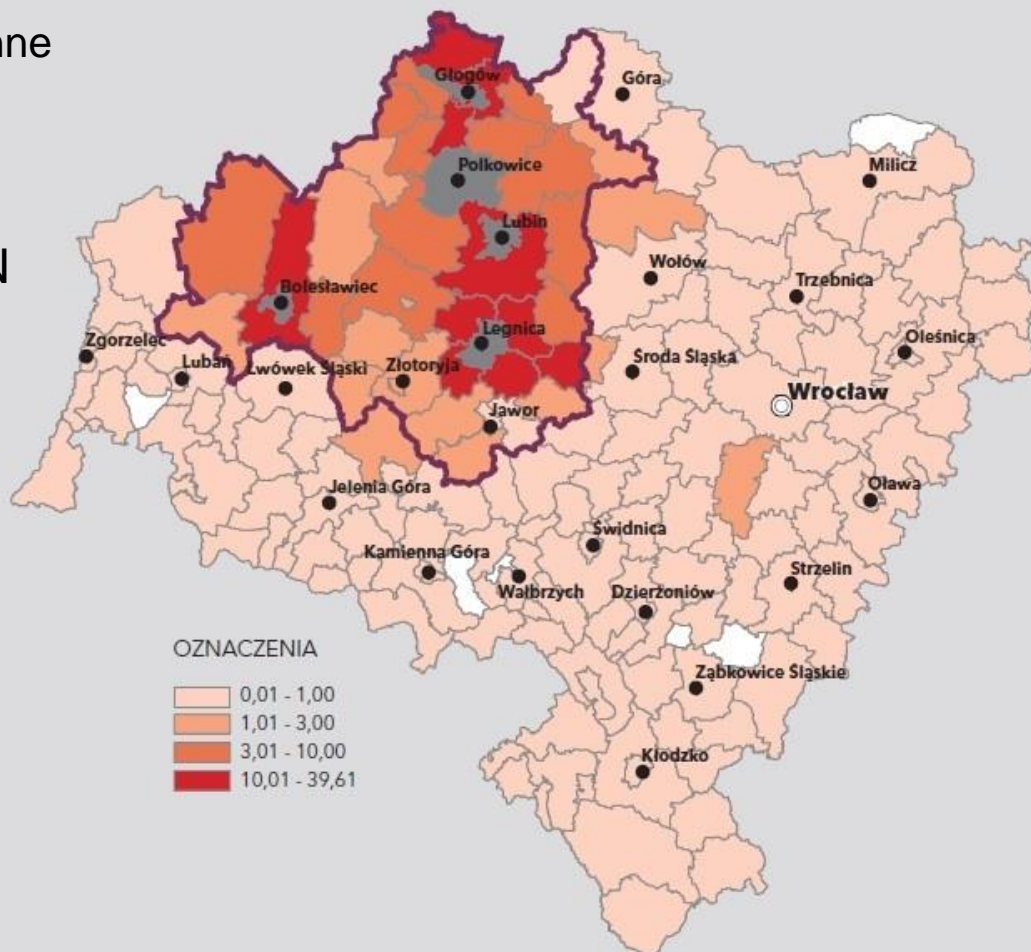 nne
N
Głogów
Góra
Polkowice
Milicz
Lubin
Wołów
Trzebnica
Bolesławiec
Legnica
Oleśnica
Zgorzelec
Lubań
Lwówek Śląski
Złotoryja
Środa Śląska
Wrocław
Jawor
Jelenia Góra
Oława
Świdnica
Kamienna Góra
Wałbrzych
Dzierżoniów
Strzelin
OZNACZENIA
0,01 - 1,00
1,01 - 3,00
3,01 - 10,00
10,01 - 39,61
Ząbkowice Śląskie
Kłodzko